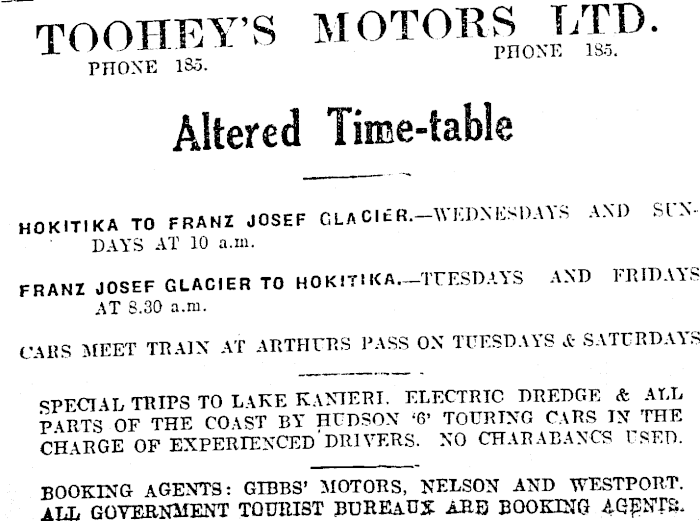 TOOHEY'S MOTORS LTD.
PHONE 185. PHONE 185.
Altered Time-table
HOKITIKA TO FRANZ JOSEF GLACIER.—WEDNESDAYS AND SUN-
DAYS AT 10 a.m.
FRANZ JOSEF GLACIER TO HOKITIKA.—TUESDAYS AND FRIDAYS
AT 8.30 a.m.
CARS MEET TRAIN AT ARTHURS PASS ON TUESDAYS & SATURDAYS
SPECIAL TRIPS TO LAKE KANIERI. ELECTRIC DREDGE & ALL
PARTS OF THE COAST BY HUDSON '6' TOURING CARS IN THE
CHARGE OF EXPERIENCED DRIVERS. NO CHARABANCS USED.
BOOKING AGENTS: GIBBS' MOTORS, NELSON AND WESTPORT.
ALL GOVERNMENT TOURIST BUREAUX ARE BOOKING AGENTS.